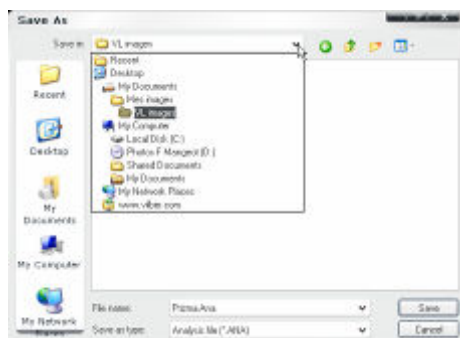 Save As
Save in: VL images
Recent
Desktop
My Documents
Mes images
VL images
My Computer
Local Disk (C:)
Photos F Mangeot (D:)
Shared Documents
My Documents
My Network Places
www.vilber.com
Recent
Desktop
My Documents
My Computer
My Network
File name:
Save
Save as type: Analysis file (*.ANA)
Cancel